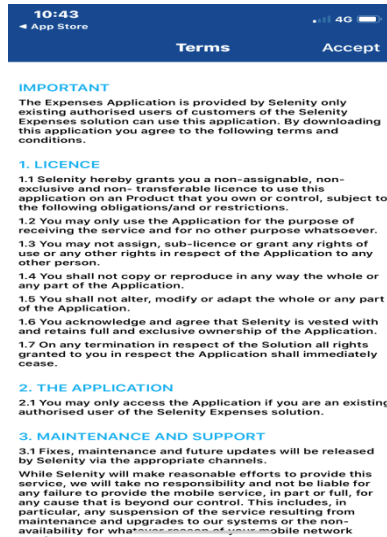 10:43
4G
◄ App Store
Terms
Accept
IMPORTANT
The Expenses Application is provided by Selenity only
existing authorised users of customers of the Selenity
Expenses solution can use this application. By downloading
this application you agree to the following terms and
conditions.
1. LICENCE
1.1 Selenity hereby grants you a non-assignable, non-
exclusive and non- transferable licence to use this
application on an Product that you own or control, subject to
the following obligations/and or restrictions.
1.2 You may only use the Application for the purpose of
receiving the service and for no other purpose whatsoever.
1.3 You may not assign, sub-licence or grant any rights of
use or any other rights in respect of the Application to any
other person.
1.4 You shall not copy or reproduce in any way the whole or
any part of the Application.
1.5 You shall not alter, modify or adapt the whole or any part
of the Application.
1.6 You acknowledge and agree that Selenity is vested with
and retains full and exclusive ownership of the Application.
1.7 On any termination in respect of the Solution all rights
granted to you in respect the Application shall immediately
cease.
2. THE APPLICATION
2.1 You may only access the Application if you are an existing
authorised user of the Selenity Expenses solution.
3. MAINTENANCE AND SUPPORT
3.1 Fixes, maintenance and future updates will be released
by Selenity via the appropriate channels.
While Selenity will make reasonable efforts to provide this
service, we will take no responsibility and not be liable for
any failure to provide the mobile service, in part or full, for
any cause that is beyond our control. This includes, in
particular, any suspension of the service resulting from
maintenance and upgrades to our systems or the non-
availability for whatever reason of your mobile network